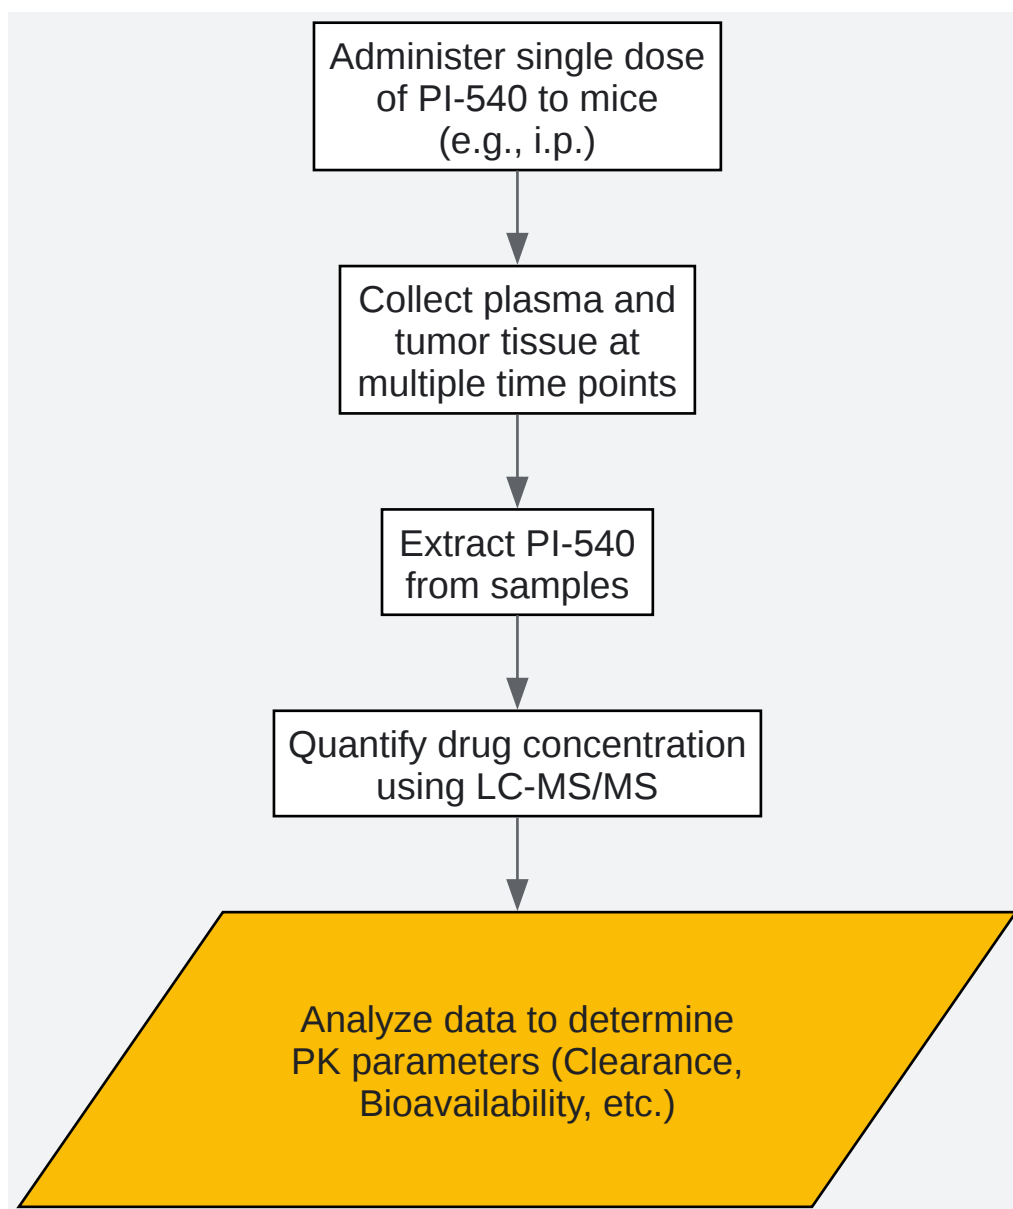 Administer single dose
of PI-540 to mice
(e.g., i.p.)
Collect plasma and
tumor tissue at
multiple time points
Extract PI-540
from samples
Quantify drug concentration
using LC-MS/MS
Analyze data to determine
PK parameters (Clearance,
Bioavailability, etc.)